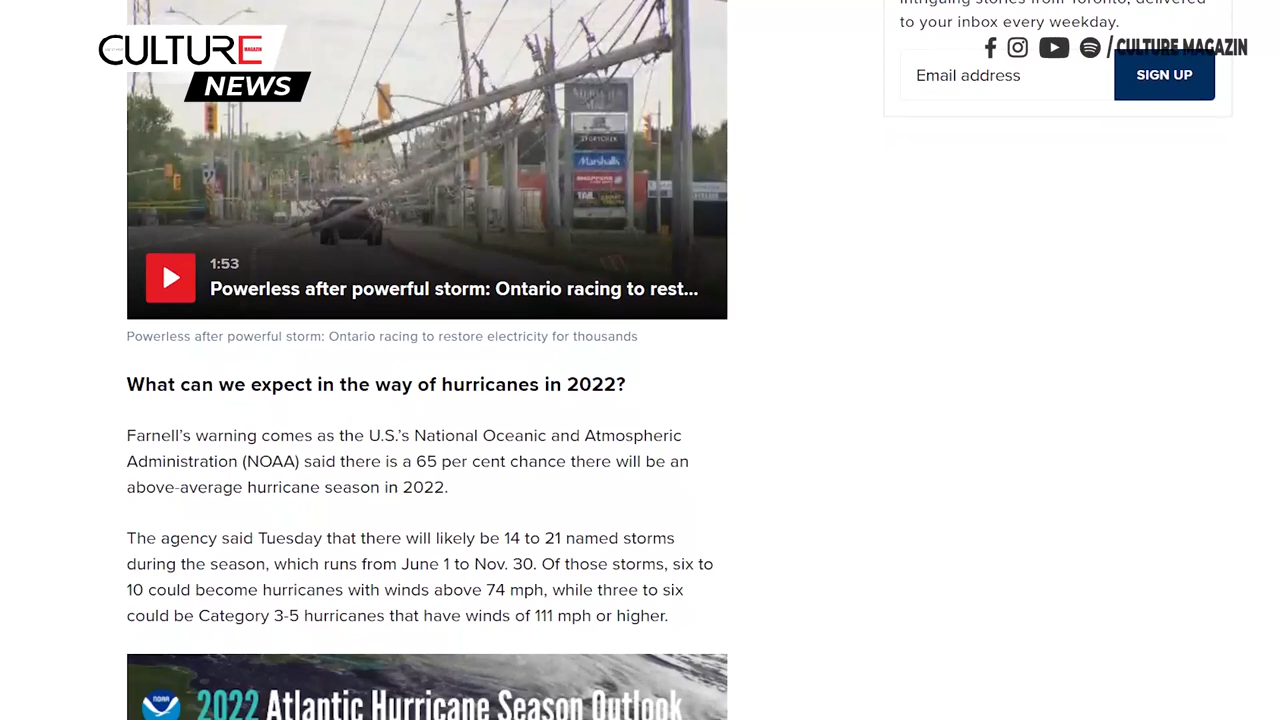 intriguing stories from Toronto, delivered
to your inbox every weekday.
CULTURE
MAGAZIN
NEWS
/ CULTURE MAGAZIN
Email address
SIGN UP
SPORTCHEK
Marshalls
1:53
Powerless after powerful storm: Ontario racing to rest...
Powerless after powerful storm: Ontario racing to restore electricity for thousands
What can we expect in the way of hurricanes in 2022?
Farnell’s warning comes as the U.S.’s National Oceanic and Atmospheric
Administration (NOAA) said there is a 65 per cent chance there will be an
above-average hurricane season in 2022.
The agency said Tuesday that there will likely be 14 to 21 named storms
during the season, which runs from June 1 to Nov. 30. Of those storms, six to
10 could become hurricanes with winds above 74 mph, while three to six
could be Category 3-5 hurricanes that have winds of 111 mph or higher.
NOAA
2022 Atlantic Hurricane Season Outlook